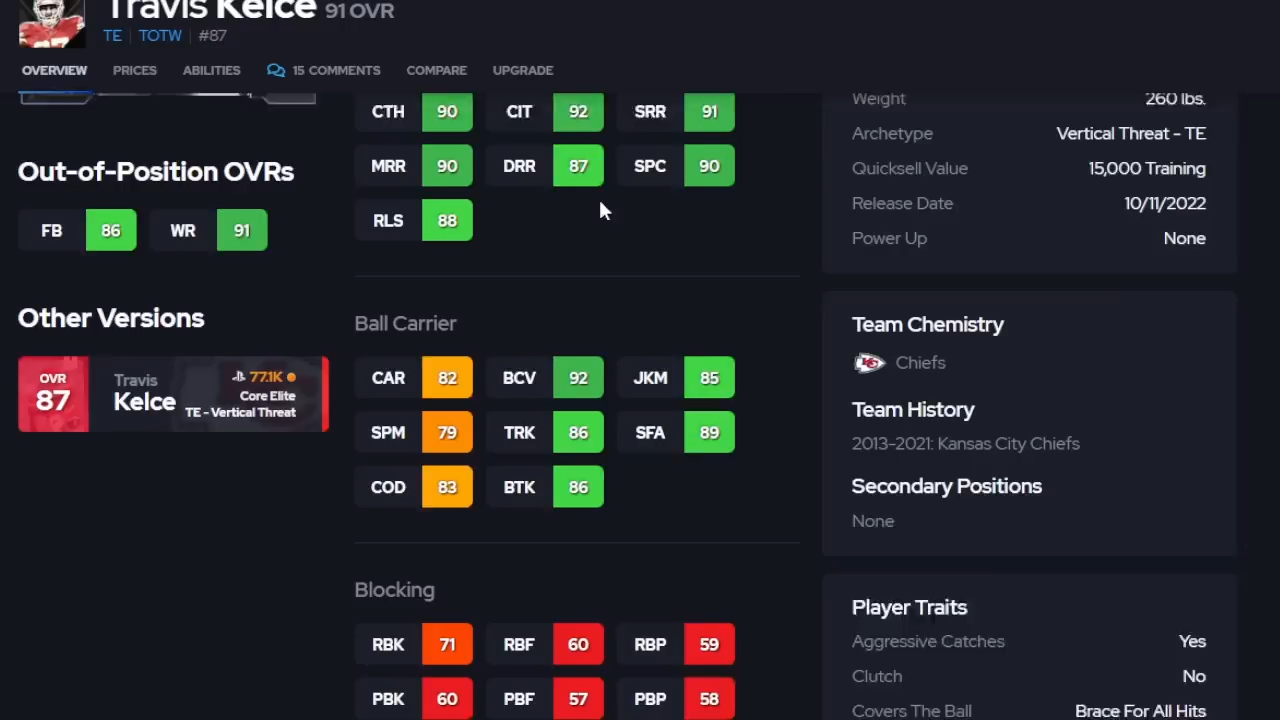 Travis Kelce 91 OVR
TE | TOTW | #87
OVERVIEW PRICES ABILITIES 15 COMMENTS COMPARE UPGRADE
Out-of-Position OVRs
FB 86 WR 91
Other Versions
OVR
87
Travis
Kelce
77.1K
Core Elite
TE - Vertical Threat
CTH 90 CIT 92 SRR 91
MRR 90 DRR 87 SPC 90
RLS 88
Ball Carrier
CAR 82 BCV 92 JKM 85
SPM 79 TRK 86 SFA 89
COD 83 BTK 86
Blocking
RBK 71 RBF 60 RBP 59
PBK 60 PBF 57 PBP 58
Weight 260 lbs.
Archetype Vertical Threat - TE
Quicksell Value 15,000 Training
Release Date 10/11/2022
Power Up None
Team Chemistry
Chiefs
Team History
2013-2021: Kansas City Chiefs
Secondary Positions
None
Player Traits
Aggressive Catches Yes
Clutch No
Covers The Ball Brace For All Hits